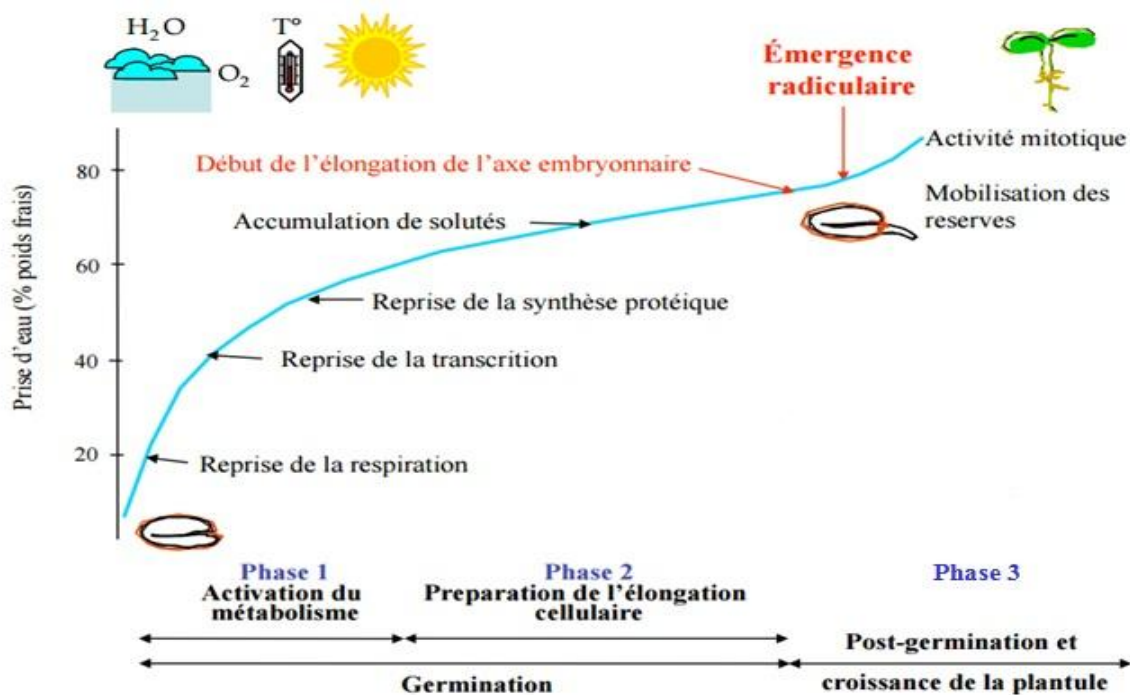 H₂O
O₂
T°
Émergence
radiculaire
Activité mitotique
Début de l'élongation de l'axe embryonnaire
Mobilisation des
reserves
Accumulation de solutés
Reprise de la synthèse protéique
Reprise de la transcrition
Reprise de la respiration
Prise d'eau (% poids frais)
80
60
40
20
Phase 1
Activation du
métabolisme
Phase 2
Preparation de l'élongation
cellulaire
Phase 3
Post-germination et
croissance de la plantule
Germination